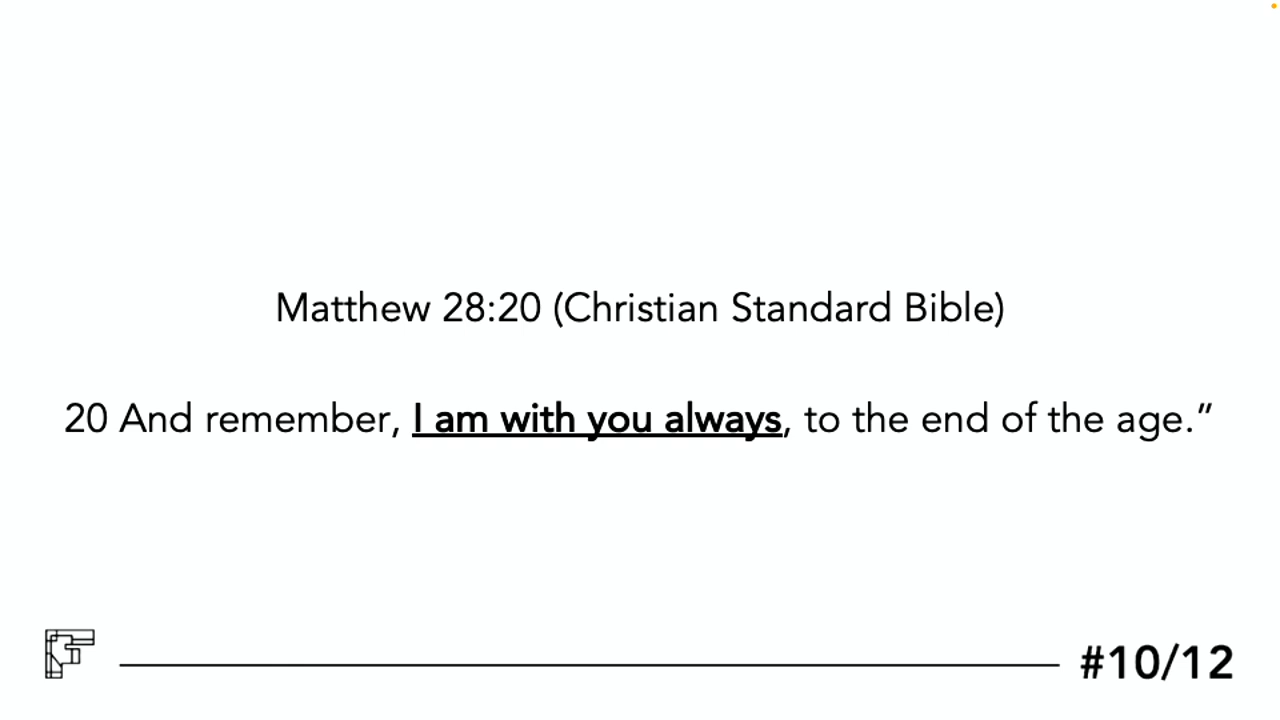 Matthew 28:20 (Christian Standard Bible)
20 And remember, I am with you always, to the end of the age.”
#10/12